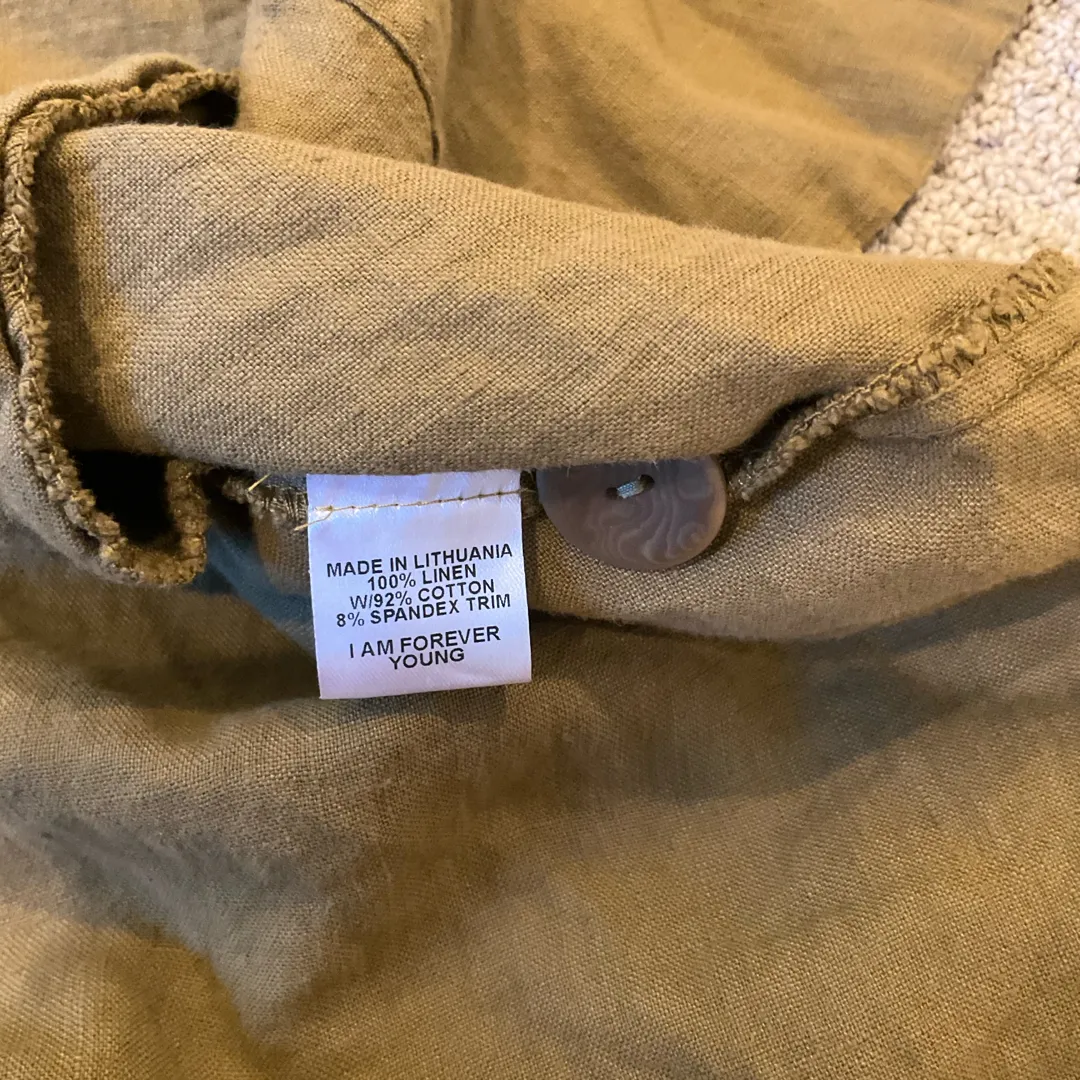 MADE IN LITHUANIA
100% LINEN
W/92% COTTON
8% SPANDEX TRIM
I AM FOREVER
YOUNG